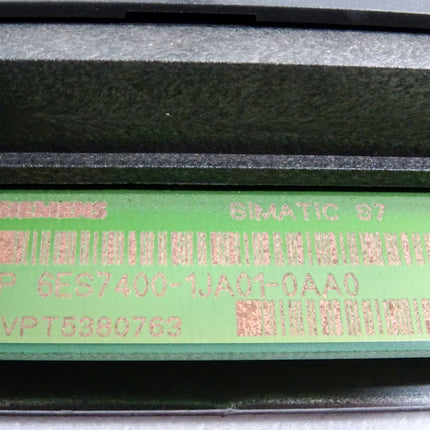 SIEMENS SIMATIC S7
P 6ES7400-1JA01-0AA0
VPT5380763